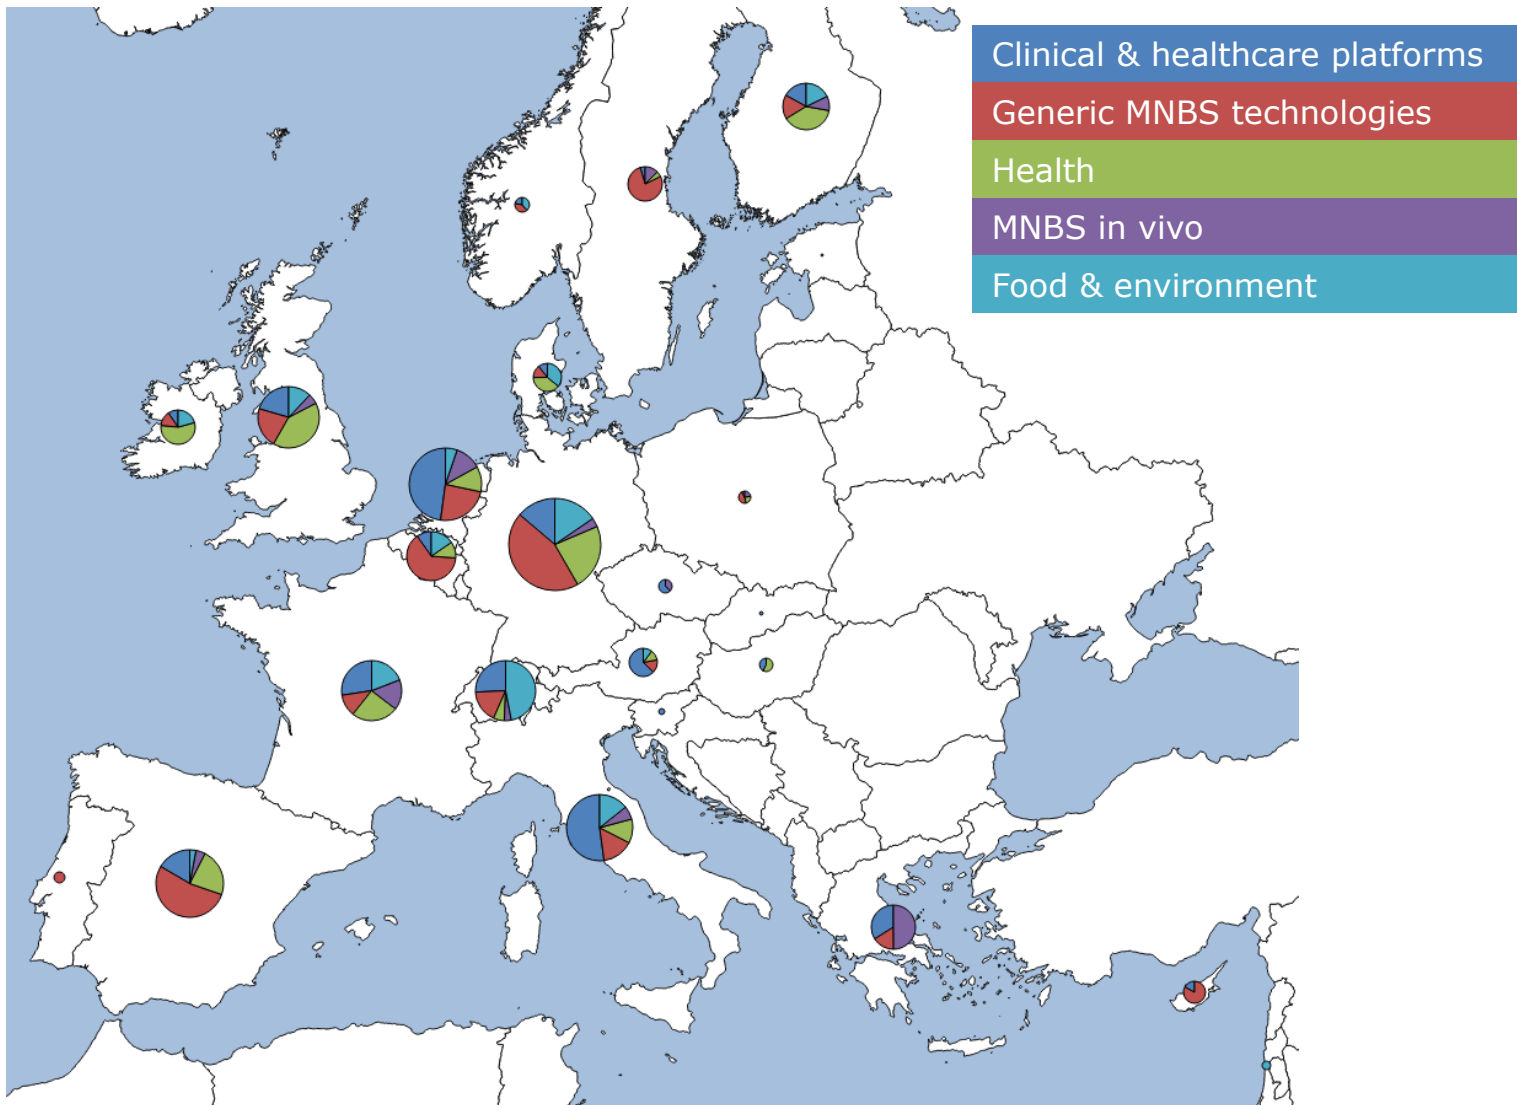 Clinical & healthcare platforms
Generic MNBS technologies
Health
MNBS in vivo
Food & environment